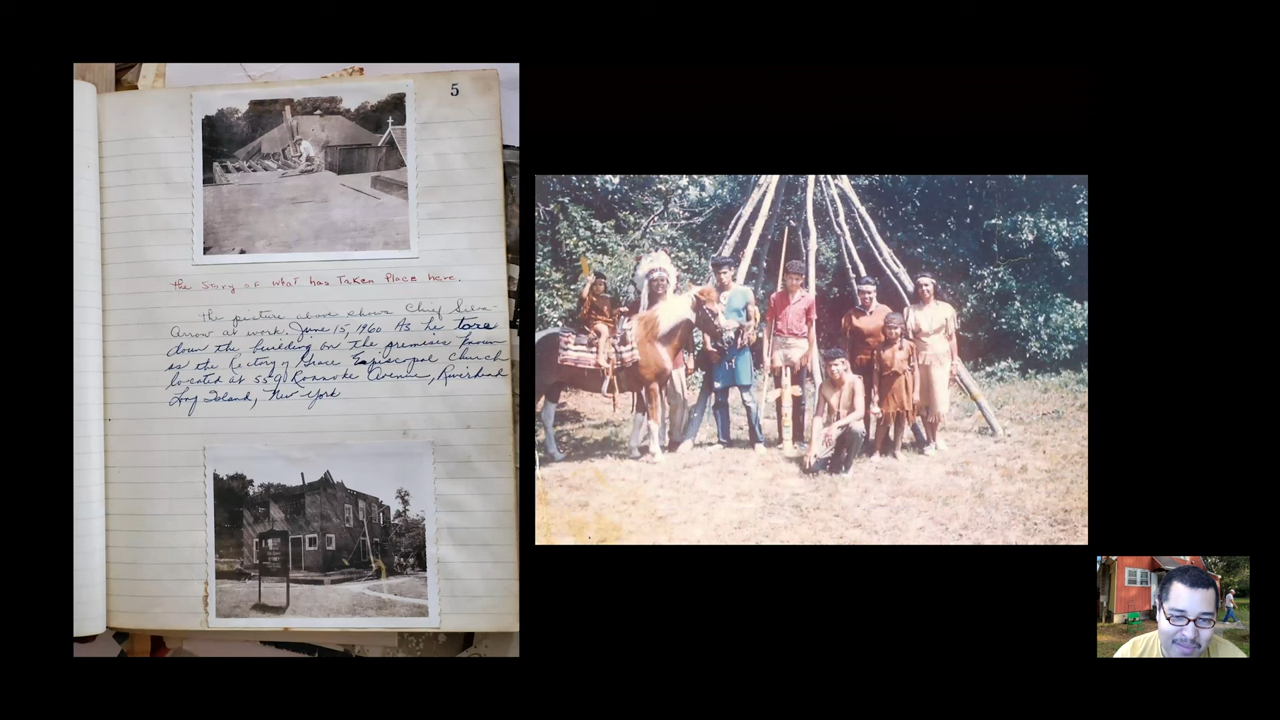 5
The Story of what has Taken Place here.
The picture above shows Chief Silva-
Arrow at work. June 15, 1960 As he tore
down the building on the premises known
as the Rectory of Grace Episcopal Church
located at 559 Roanoke Avenue, Riverhead
Long Island, New York